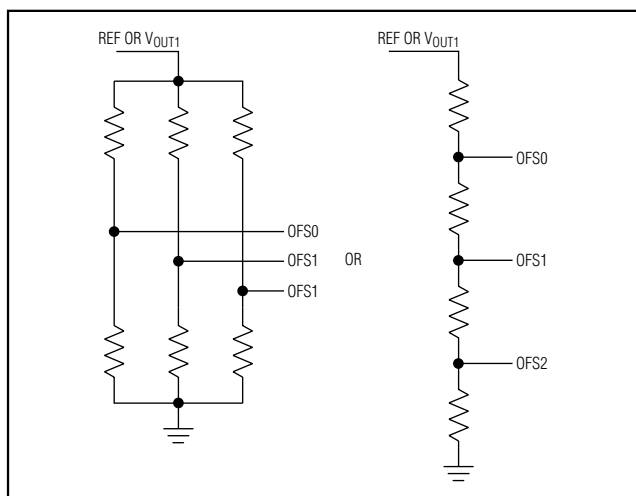 REF OR VOUT1
OFS0
OFS1
OFS1
OR
REF OR VOUT1
OFS0
OFS1
OFS2